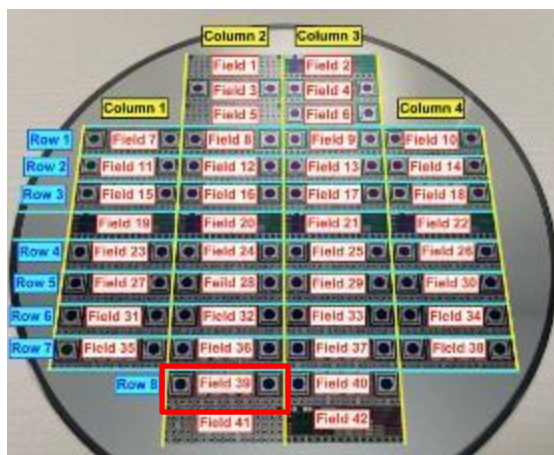 Column 2 Column 3
Field 1 Field 2
Field 3 Field 4
Column 1 Field 5 Field 6 Column 4
Row 1 Field 7 Field 8 Field 9 Field 10
Row 2 Field 11 Field 12 Field 13 Field 14
Row 3 Field 15 Field 16 Field 17 Field 18
Field 19 Field 20 Field 21 Field 22
Row 4 Field 23 Field 24 Field 25 Field 26
Row 5 Field 27 Field 28 Field 29 Field 30
Row 6 Field 31 Field 32 Field 33 Field 34
Row 7 Field 35 Field 36 Field 37 Field 38
Row 8 Field 39 Field 40
Field 41 Field 42